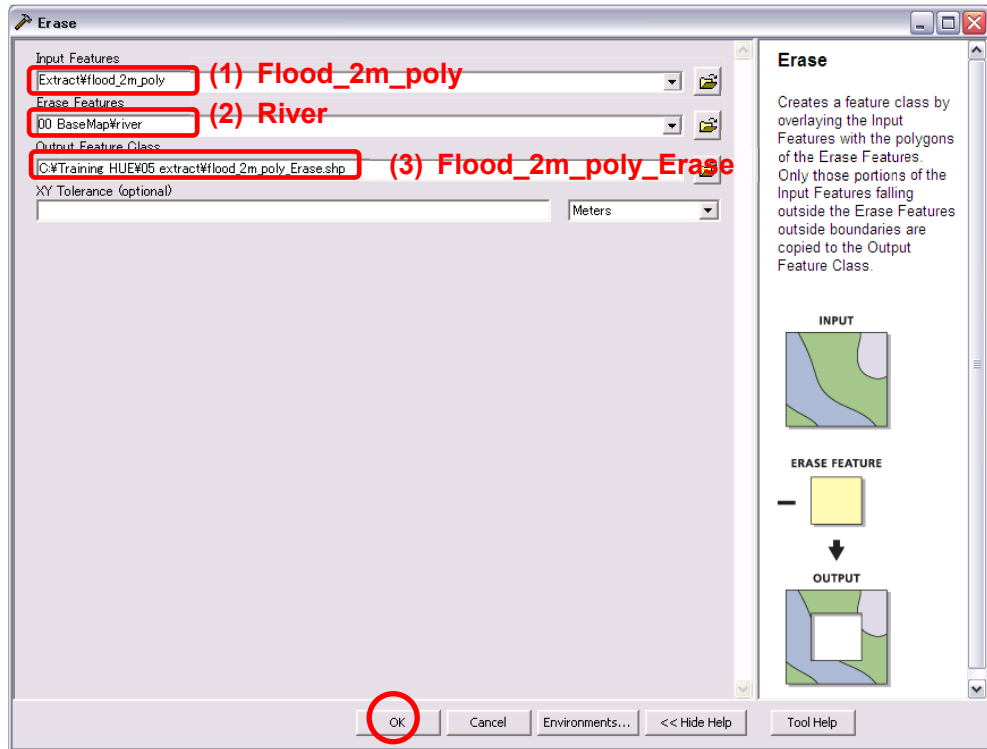 Erase
Input Features
Extract¥flood_2m_poly
(1) Flood_2m_poly
Erase Features
00 BaseMap¥river
(2) River
Output Feature Class
C:¥Training_HUE¥05 extract¥flood_2m_poly_Erase.shp
(3) Flood_2m_poly_Erase
XY Tolerance (optional)
Meters
OK
Cancel
Environments...
<< Hide Help
Tool Help
Erase
Creates a feature class by
overlaying the Input
Features with the polygons
of the Erase Features.
Only those portions of the
Input Features falling
outside the Erase Features
outside boundaries are
copied to the Output
Feature Class.
INPUT
ERASE FEATURE
OUTPUT